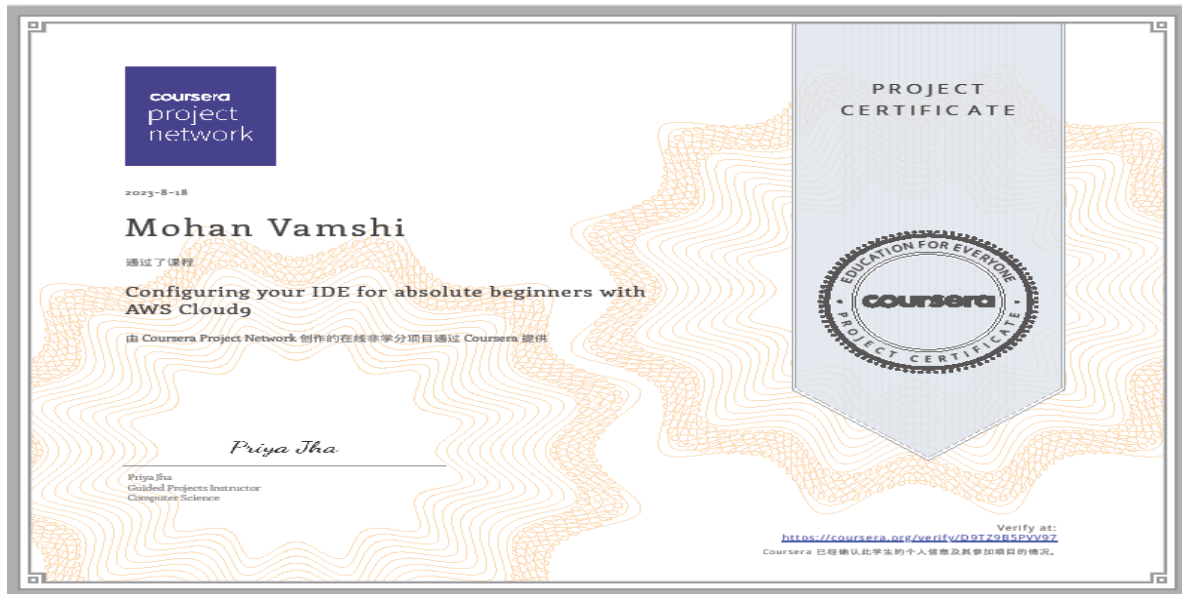 coursera
project
network
2023-8-18
Mohan Vamshi
通过了课程
Configuring your IDE for absolute beginners with
AWS Cloud9
由 Coursera Project Network 创作的在线非学分项目通过 Coursera 提供
Priya Jha
Priya Jha
Guided Projects Instructor
Computer Science
PROJECT
CERTIFICATE
EDUCATION FOR EVERYONE
coursera
PROJECT CERTIFICATE
Verify at:
https://coursera.org/verify/D9TZ9B5PVV97
Coursera 已经确认此学生的个人信息及其参加项目的情况。